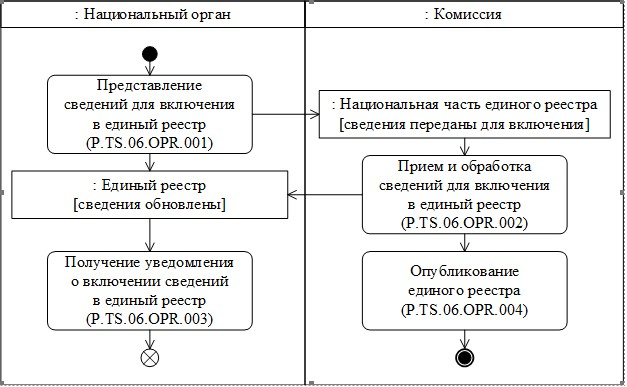 : Национальный орган
: Комиссия
Представление
сведений для включения
в единый реестр
(P.TS.06.OPR.001)
: Национальная часть единого реестра
[сведения переданы для включения]
Прием и обработка
сведений для включения
в единый реестр
(P.TS.06.OPR.002)
: Единый реестр
[сведения обновлены]
Получение уведомления
о включении сведений
в единый реестр
(P.TS.06.OPR.003)
Опубликование
единого реестра
(P.TS.06.OPR.004)